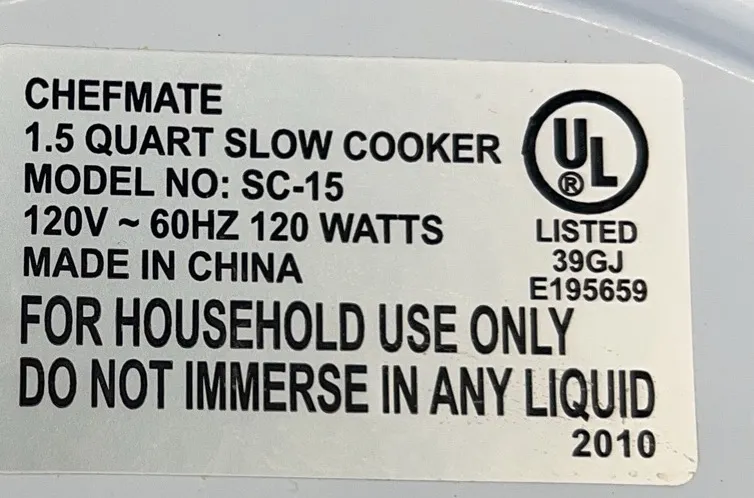 CHEFMATE
1.5 QUART SLOW COOKER
MODEL NO: SC-15
120V ~ 60HZ 120 WATTS
MADE IN CHINA
UL
®
LISTED
39GJ
E195659
FOR HOUSEHOLD USE ONLY
DO NOT IMMERSE IN ANY LIQUID
2010